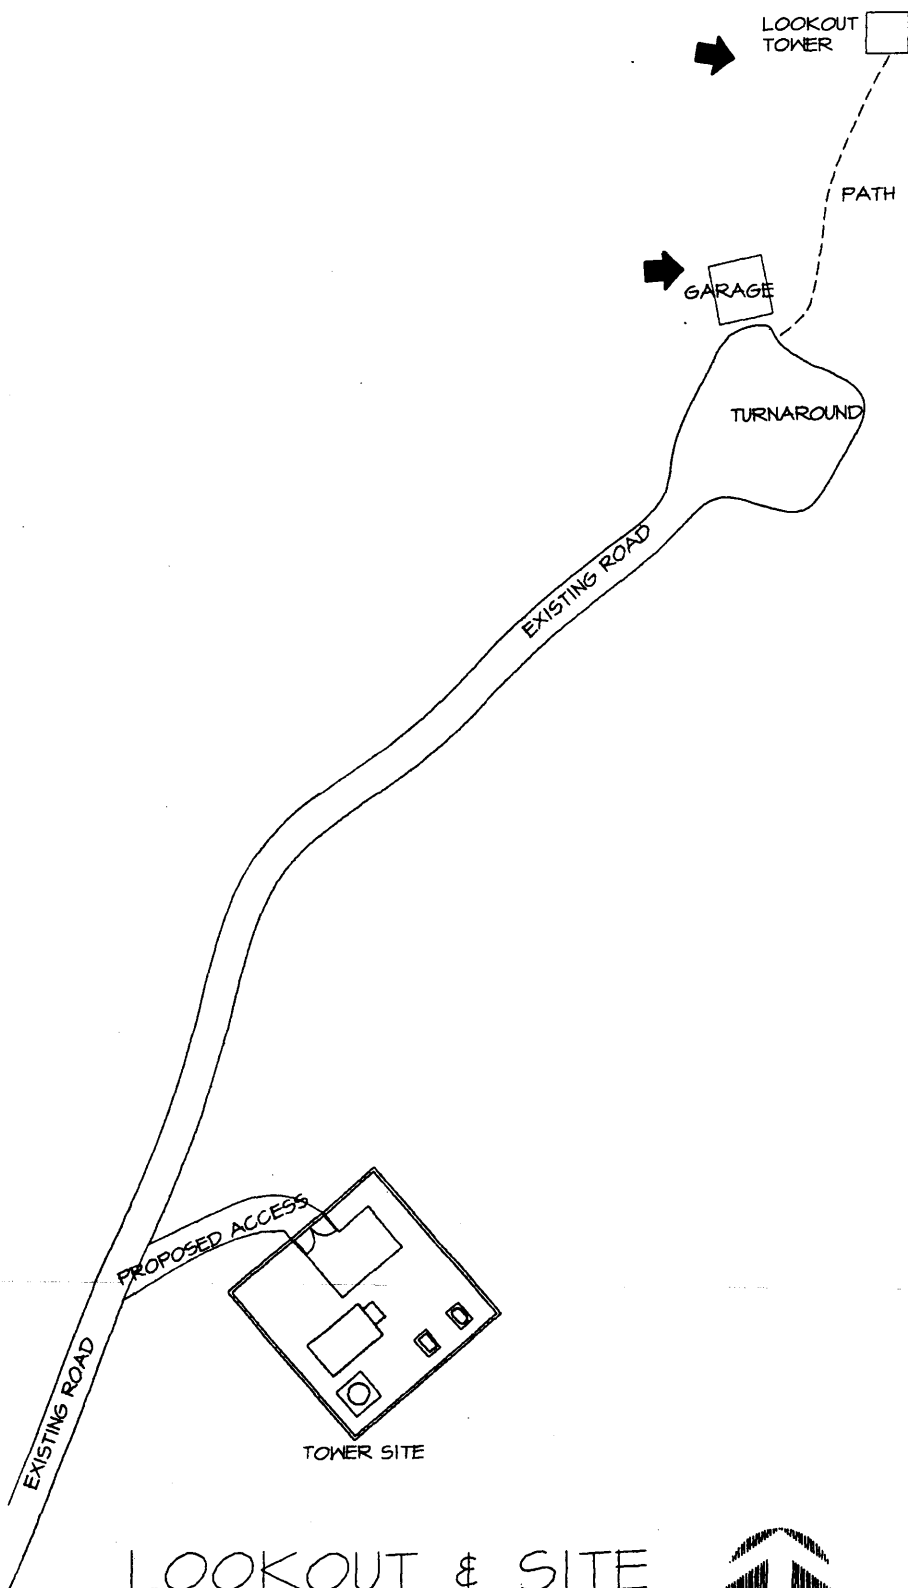 LOOKOUT
TOWER
PATH
GARAGE
TURNAROUND
EXISTING ROAD
PROPOSED ACCESS
EXISTING ROAD
TOWER SITE
LOOKOUT & SITE